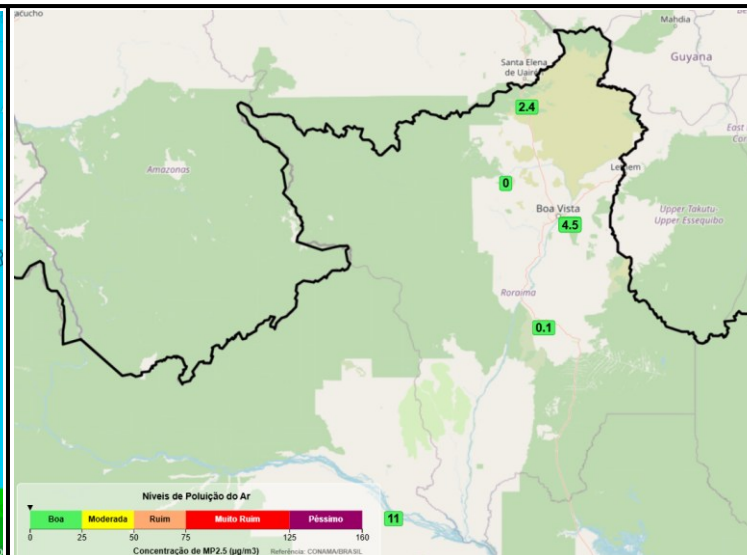 Mahdia
Guyana
Santa Elena
de Uairén
2.4
Amazonas
0
Lethem
Boa Vista
Upper Takutu-
Upper Essequibo
4.5
Roraima
0.1
11
Níveis de Poluição do Ar
Boa Moderada Ruim Muito Ruim Péssimo
0 25 50 75 125 160
Concentração de MP2.5 (µg/m3) Referência: CONAMA/BRASIL